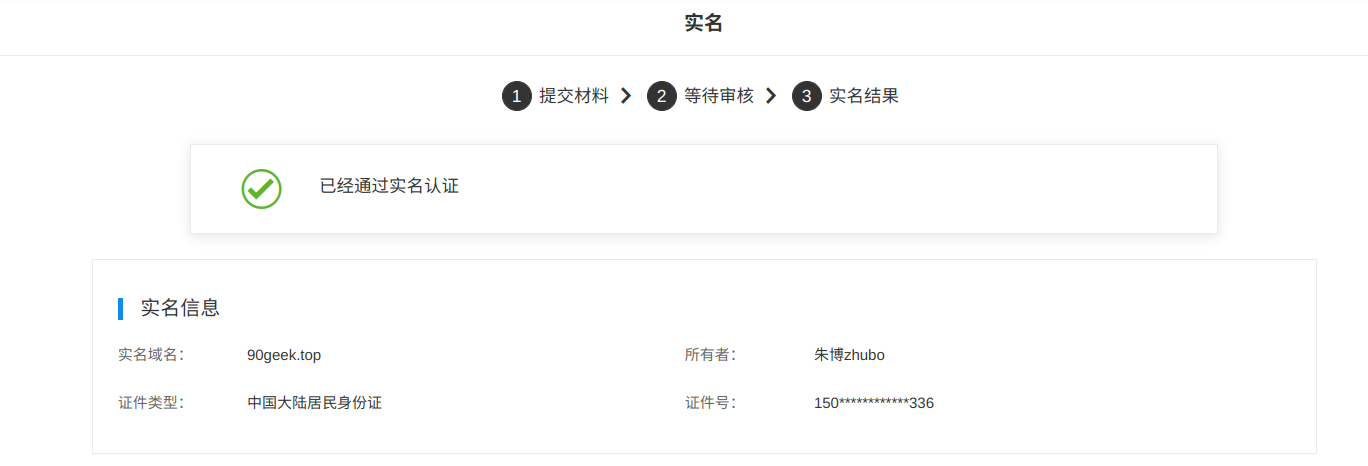 实名
1 提交材料 2 等待审核 3 实名结果
已经通过实名认证
实名信息
实名域名： 90geek.top 所有者： 朱博zhubo
证件类型： 中国大陆居民身份证 证件号： 150************336